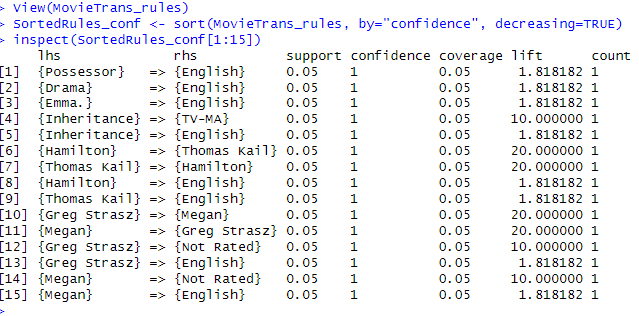 > View(MovieTrans_rules)
> SortedRules_conf <- sort(MovieTrans_rules, by="confidence", decreasing=TRUE)
> inspect(SortedRules_conf[1:15])
lhs rhs support confidence coverage lift count
[1] {Possessor} => {English} 0.05 1 0.05 1.818182 1
[2] {Drama} => {English} 0.05 1 0.05 1.818182 1
[3] {Emma.} => {English} 0.05 1 0.05 1.818182 1
[4] {Inheritance} => {TV-MA} 0.05 1 0.05 10.000000 1
[5] {Inheritance} => {English} 0.05 1 0.05 1.818182 1
[6] {Hamilton} => {Thomas Kail} 0.05 1 0.05 20.000000 1
[7] {Thomas Kail} => {Hamilton} 0.05 1 0.05 20.000000 1
[8] {Hamilton} => {English} 0.05 1 0.05 1.818182 1
[9] {Thomas Kail} => {English} 0.05 1 0.05 1.818182 1
[10] {Greg Strasz} => {Megan} 0.05 1 0.05 20.000000 1
[11] {Megan} => {Greg Strasz} 0.05 1 0.05 20.000000 1
[12] {Greg Strasz} => {Not Rated} 0.05 1 0.05 10.000000 1
[13] {Greg Strasz} => {English} 0.05 1 0.05 1.818182 1
[14] {Megan} => {Not Rated} 0.05 1 0.05 10.000000 1
[15] {Megan} => {English} 0.05 1 0.05 1.818182 1
>